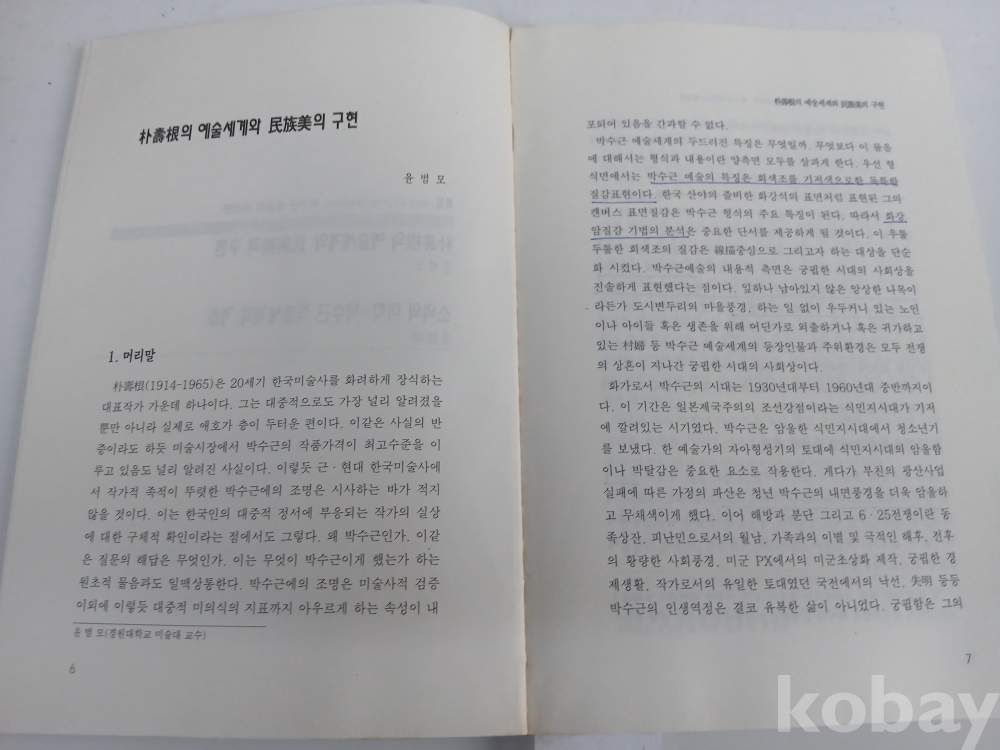 朴壽根의 예술세계와 民族美의 구현
윤 범 모
1. 머리말
朴壽根(1914-1965)은 20세기 한국미술사를 화려하게 장식하는
대표작가 가운데 하나이다. 그는 대중적으로도 가장 널리 알려졌을
뿐만 아니라 실제로 애호가 층이 두터운 편이다. 이같은 사실의 반
증이라도 하듯 미술시장에서 박수근의 작품가격이 최고수준을 이
루고 있음도 널리 알려진 사실이다. 이렇듯 근·현대 한국미술사에
서 작가적 족적이 뚜렷한 박수근에의 조명은 시사하는 바가 적지
않을 것이다. 이는 한국인의 대중적 정서에 부응되는 작가의 실상
에 대한 구체적 확인이라는 점에서도 그렇다. 왜 박수근인가. 이같
은 질문의 해답은 무엇인가. 이는 무엇이 박수근이게 했는가 하는
원초적 물음과도 일맥상통한다. 박수근에의 조명은 미술사적 검증
이외에 이렇듯 대중적 미의식의 지표까지 아우르게 하는 속성이 내
윤 범 모(경원대학교 미술대 교수)
6
朴壽根의 예술세계와 民族美의 구현
포되어 있음을 간과할 수 없다.
박수근 예술세계의 두드러진 특징은 무엇일까. 무엇보다 이 물음
에 대해서는 형식과 내용이란 양측면 모두를 살피게 한다. 우선 형
식면에서는 박수근 예술의 특징은 회색조를 기저색으로한 독특한
질감표현이다. 한국 산야의 즐비한 화강석의 표면처럼 표현된 그의
캔버스 표면질감은 박수근 형식의 주요 특징이 된다. 따라서 화강
암질감 기법의 분석은 중요한 단서를 제공하게 될 것이다. 이 우툴
두툴한 회색조의 질감은 線描중심으로 그리고자 하는 대상을 단순
화 시켰다. 박수근예술의 내용적 측면은 궁핍한 시대의 사회상을
진솔하게 표현했다는 점이다. 잎하나 남아있지 않은 앙상한 나목이
라든가 도시변두리의 마을풍경, 하는 일 없이 우두커니 있는 노인
이나 아이들 혹은 생존을 위해 어딘가로 외출하거나 혹은 귀가하고
있는 村婦 등 박수근 예술세계의 등장인물과 주위환경은 모두 전쟁
의 상흔이 지나간 궁핍한 시대의 사회상이다.
화가로서 박수근의 시대는 1930년대부터 1960년대 중반까지이
다. 이 기간은 일본제국주의의 조선강점이라는 식민지시대가 기저
에 깔려있는 시기였다. 박수근은 암울한 식민지시대에서 청소년기
를 보냈다. 한 예술가의 자아형성기의 토대에 식민지시대의 암울함
이나 박탈감은 중요한 요소로 작용한다. 게다가 부친의 광산사업
실패에 따른 가정의 파산은 청년 박수근의 내면풍경을 더욱 암울하
고 무채색이게 했다. 이어 해방과 분단 그리고 6·25전쟁이란 동
족상잔, 피난민으로서의 월남, 가족과의 이별 및 극적인 해후, 전후
의 황량한 사회풍경, 미군 PX에서의 미군초상화 제작, 궁핍한 경
제생활, 작가로서의 유일한 토대였던 국전에서의 낙선, 失明 등등
박수근의 인생역정은 결코 유복한 삶이 아니었다. 궁핍함은 그의
7
kobay